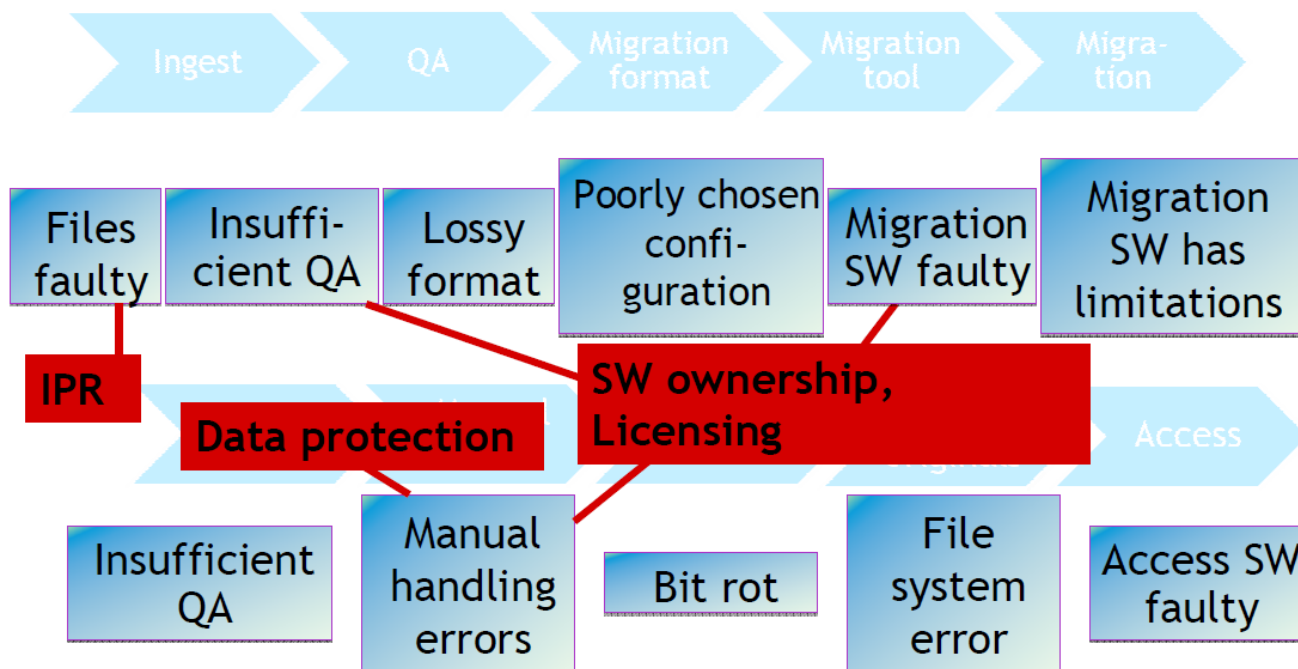 Ingest
QA
Migration
format
Migration
tool
Migra-
tion
Files
faulty
Insuffi-
cient QA
Lossy
format
Poorly chosen
confi-
guration
Migration
SW faulty
Migration
SW has
limitations
IPR
Data protection
SW ownership,
Licensing
Access
Insufficient
QA
Manual
handling
errors
Bit rot
File
system
error
Access SW
faulty